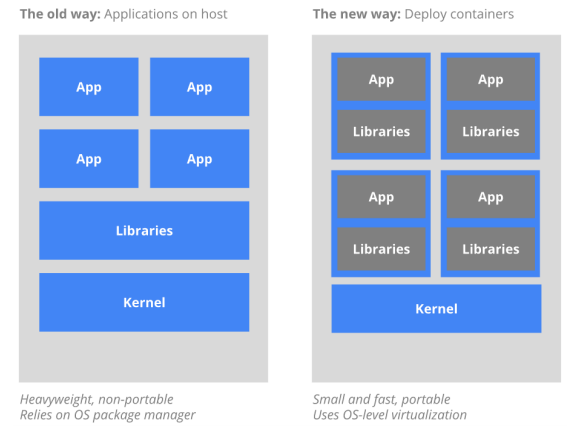 The old way: Applications on host
App App
App App
Libraries
Kernel
Heavyweight, non-portable
Relies on OS package manager
The new way: Deploy containers
App App
Libraries Libraries
App App
Libraries Libraries
Kernel
Small and fast, portable
Uses OS-level virtualization